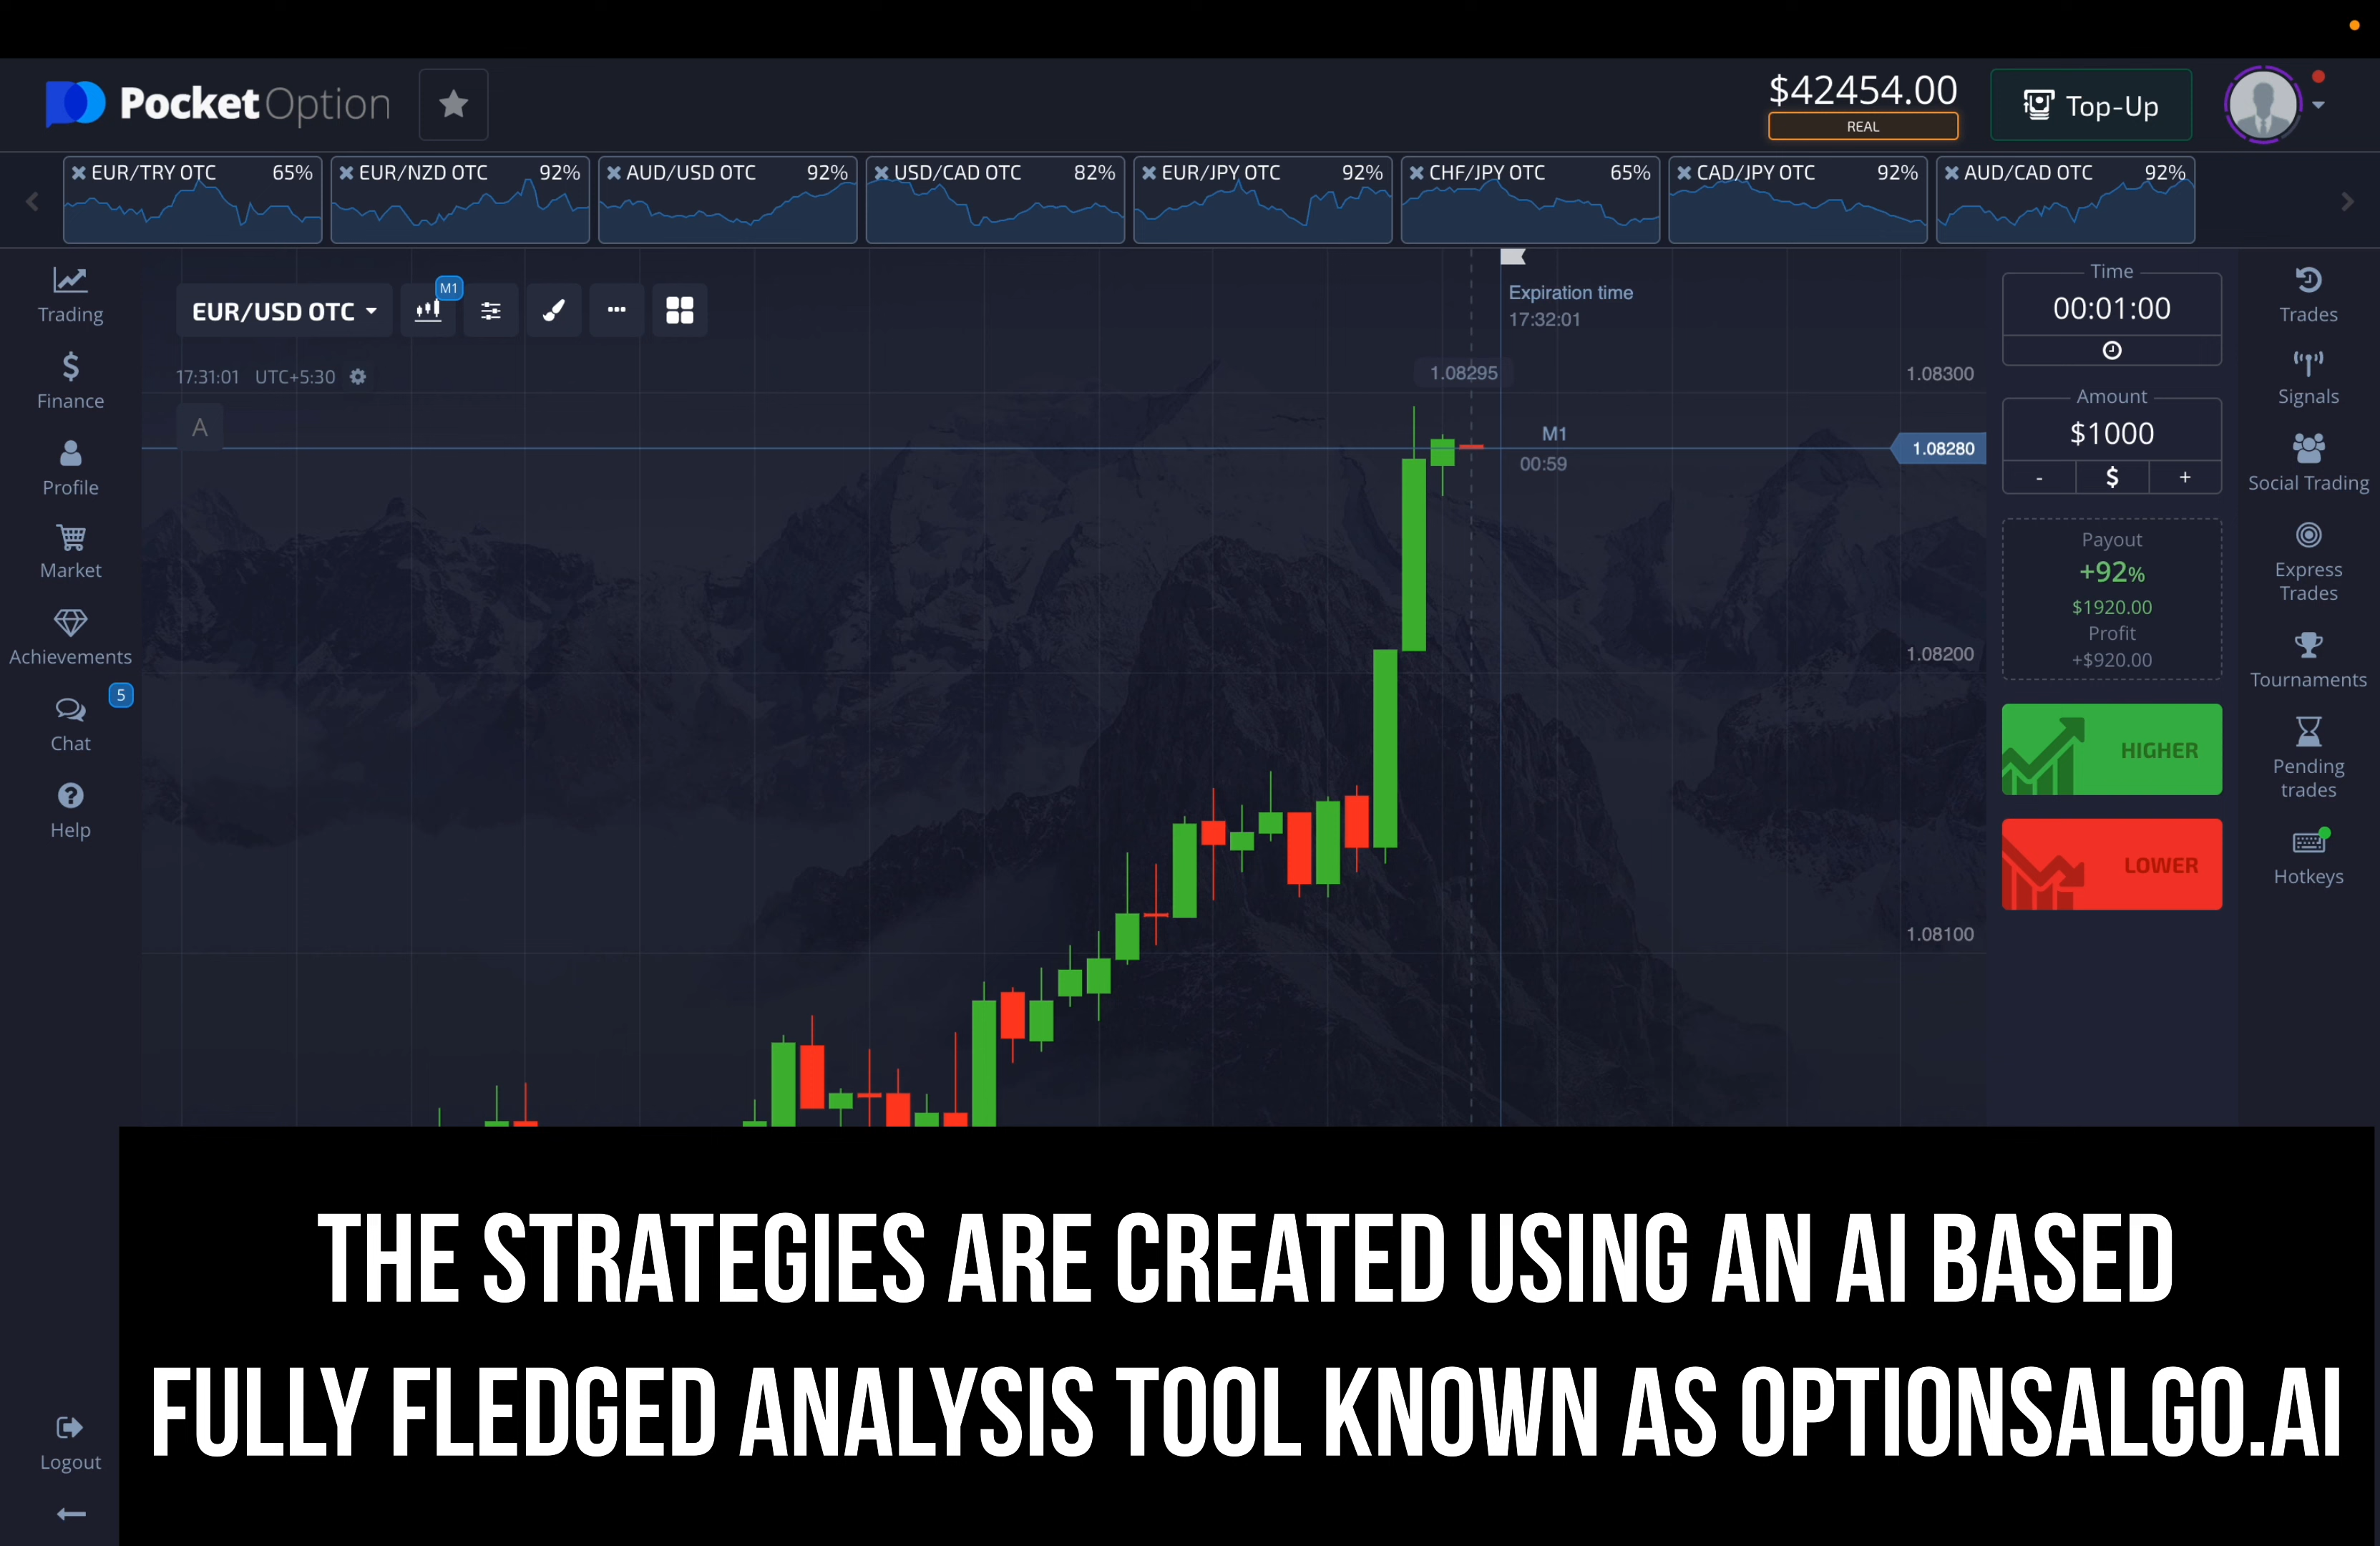 PocketOption
$42454.00
REAL
Top-Up
EUR/TRY OTC 65%
EUR/NZD OTC 92%
AUD/USD OTC 92%
USD/CAD OTC 82%
EUR/JPY OTC 92%
CHF/JPY OTC 65%
CAD/JPY OTC 92%
AUD/CAD OTC 92%
Trading
Finance
Profile
Market
Achievements
5
Chat
Help
Logout
EUR/USD OTC
M1
17:31:01 UTC+5:30
A
Expiration time
17:32:01
1.08295
M1
00:59
1.08300
1.08280
1.08200
1.08100
Time
00:01:00
Amount
$1000
- $ +
Payout
+92%
$1920.00
Profit
+$920.00
HIGHER
LOWER
Trades
Signals
Social Trading
Express
Trades
Tournaments
Pending
trades
Hotkeys
THE STRATEGIES ARE CREATED USING AN AI BASED
FULLY FLEDGED ANALYSIS TOOL KNOWN AS OPTIONSALGO.AI